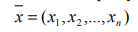 x̅ = (x₁, x₂,..., xₙ)